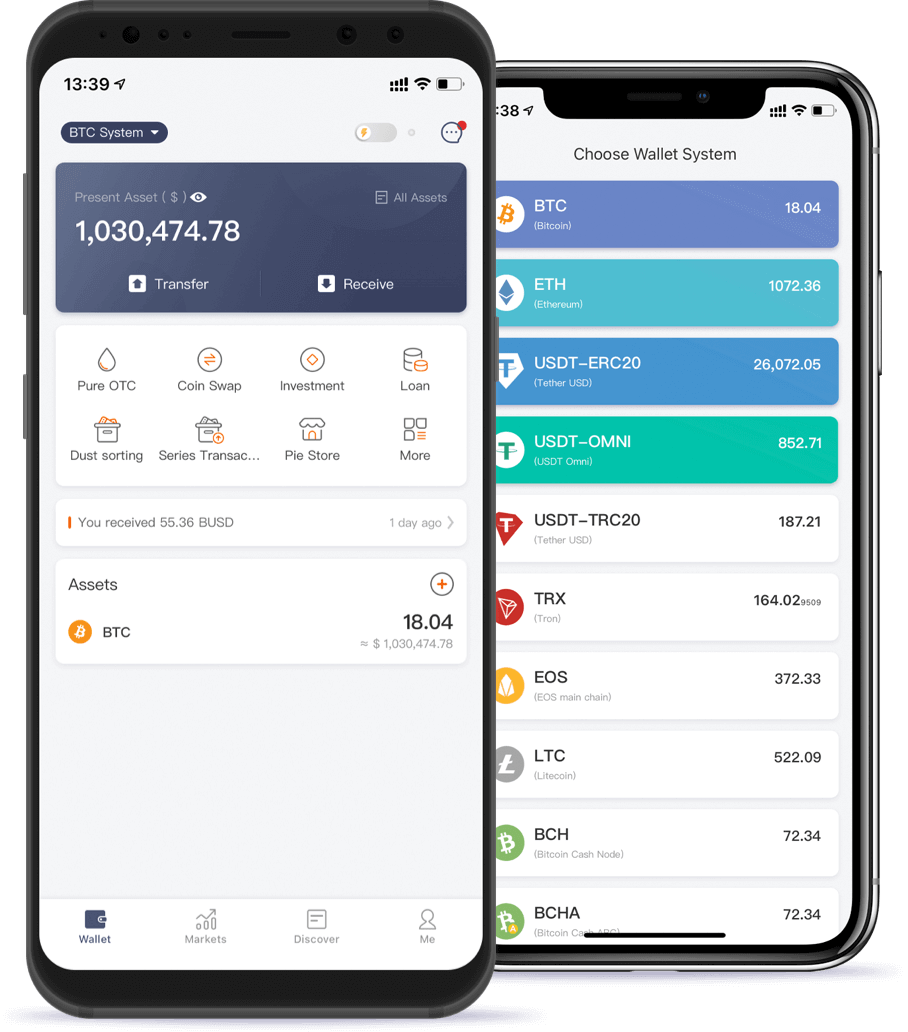 13:39
BTC System
Present Asset ( $ )
All Assets
1,030,474.78
Transfer
Receive
Pure OTC
Coin Swap
Investment
Loan
Dust sorting
Series Transac...
Pie Store
More
You received 55.36 BUSD
1 day ago
Assets
BTC
18.04
≈ $ 1,030,474.78
Wallet
Markets
Discover
Me
:38
Choose Wallet System
BTC
18.04
(Bitcoin)
ETH
1072.36
(Ethereum)
USDT-ERC20
26,072.05
(Tether USD)
USDT-OMNI
852.71
(USDT Omni)
USDT-TRC20
187.21
(Tether USD)
TRX
164.029509
(Tron)
EOS
372.33
(EOS main chain)
LTC
522.09
(Litecoin)
BCH
72.34
(Bitcoin Cash Node)
BCHA
72.34
(Bitcoin Cash ABC)